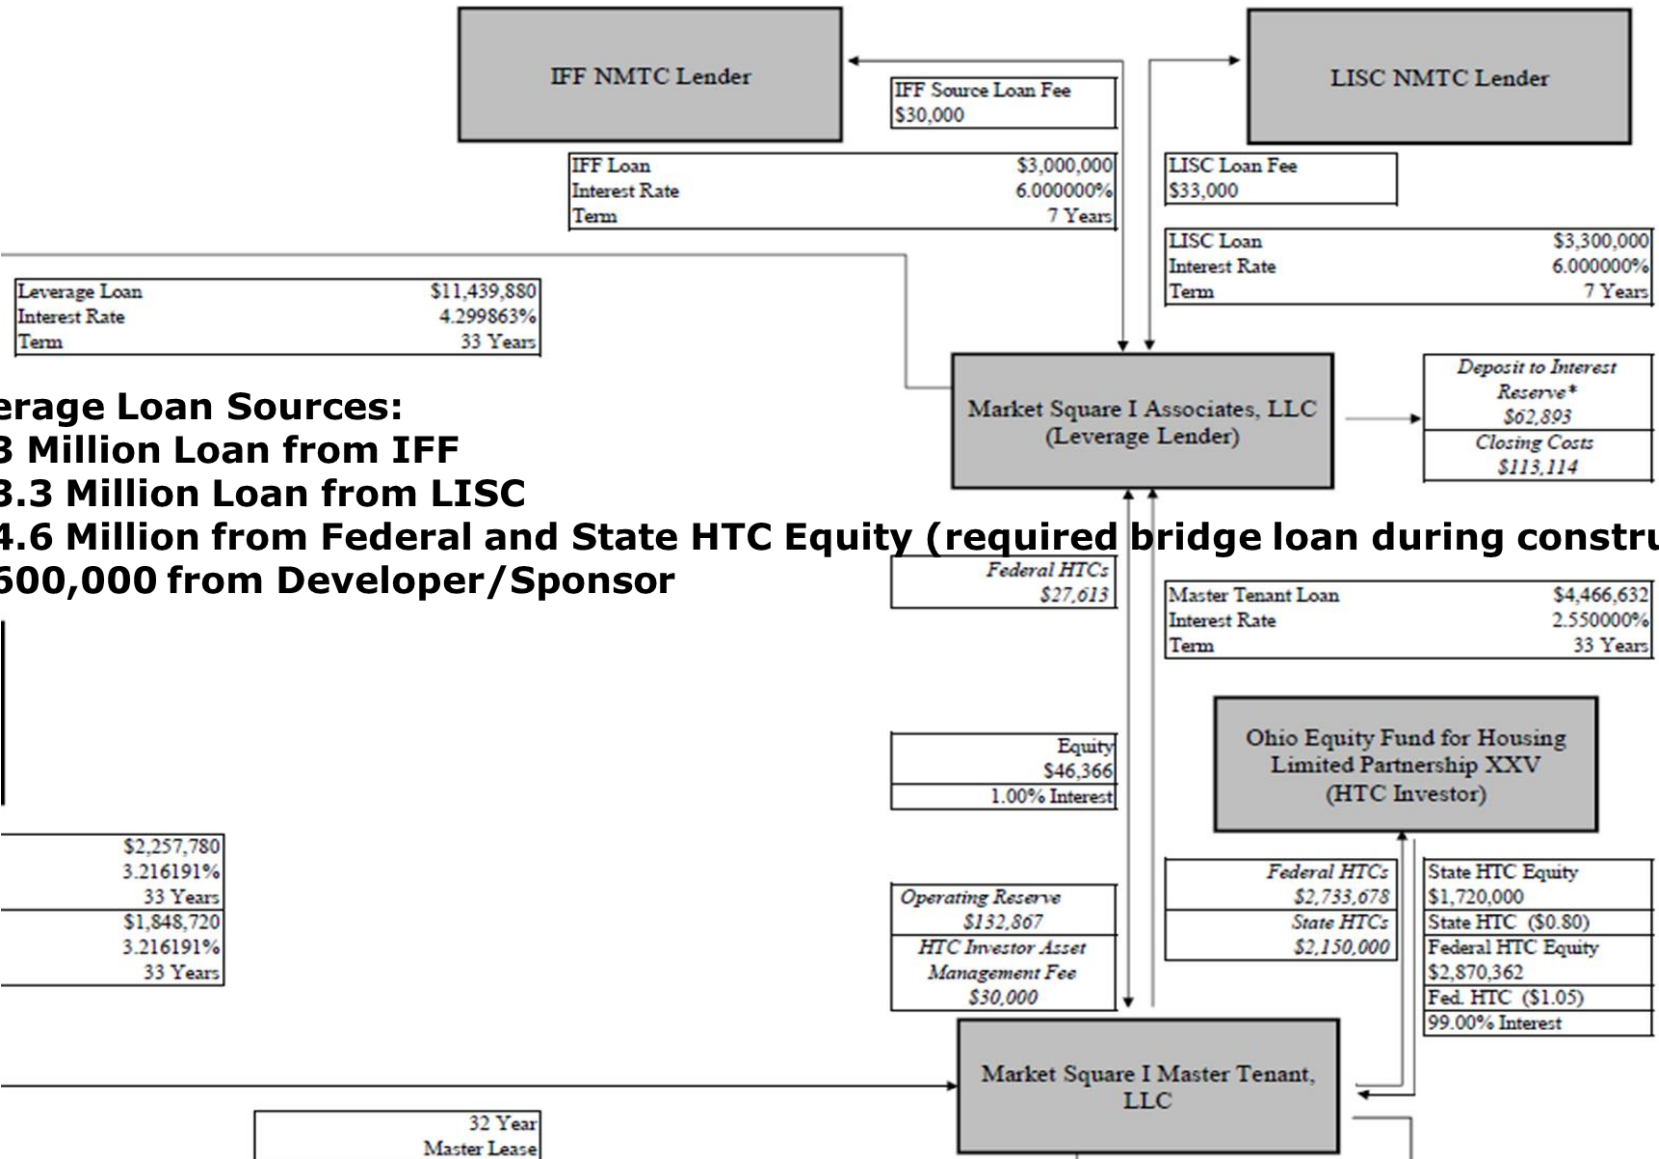 IFF NMTC Lender
LISC NMTC Lender
IFF Source Loan Fee
$30,000
IFF Loan $3,000,000
Interest Rate 6.000000%
Term 7 Years
LISC Loan Fee
$33,000
LISC Loan $3,300,000
Interest Rate 6.000000%
Term 7 Years
Leverage Loan $11,439,880
Interest Rate 4.299863%
Term 33 Years
Market Square I Associates, LLC
(Leverage Lender)
Deposit to Interest
Reserve*
$62,893
Closing Costs
$113,114
erage Loan Sources:
3 Million Loan from IFF
3.3 Million Loan from LISC
4.6 Million from Federal and State HTC Equity (required bridge loan during constru
600,000 from Developer/Sponsor
Federal HTCs
$27,613
Master Tenant Loan $4,466,632
Interest Rate 2.550000%
Term 33 Years
Equity
$46,366
1.00% Interest
Ohio Equity Fund for Housing
Limited Partnership XXV
(HTC Investor)
$2,257,780
3.216191%
33 Years
$1,848,720
3.216191%
33 Years
Operating Reserve
$132,867
HTC Investor Asset
Management Fee
$30,000
Federal HTCs
$2,733,678
State HTCs
$2,150,000
State HTC Equity
$1,720,000
State HTC ($0.80)
Federal HTC Equity
$2,870,362
Fed. HTC ($1.05)
99.00% Interest
Market Square I Master Tenant,
LLC
32 Year
Master Lease